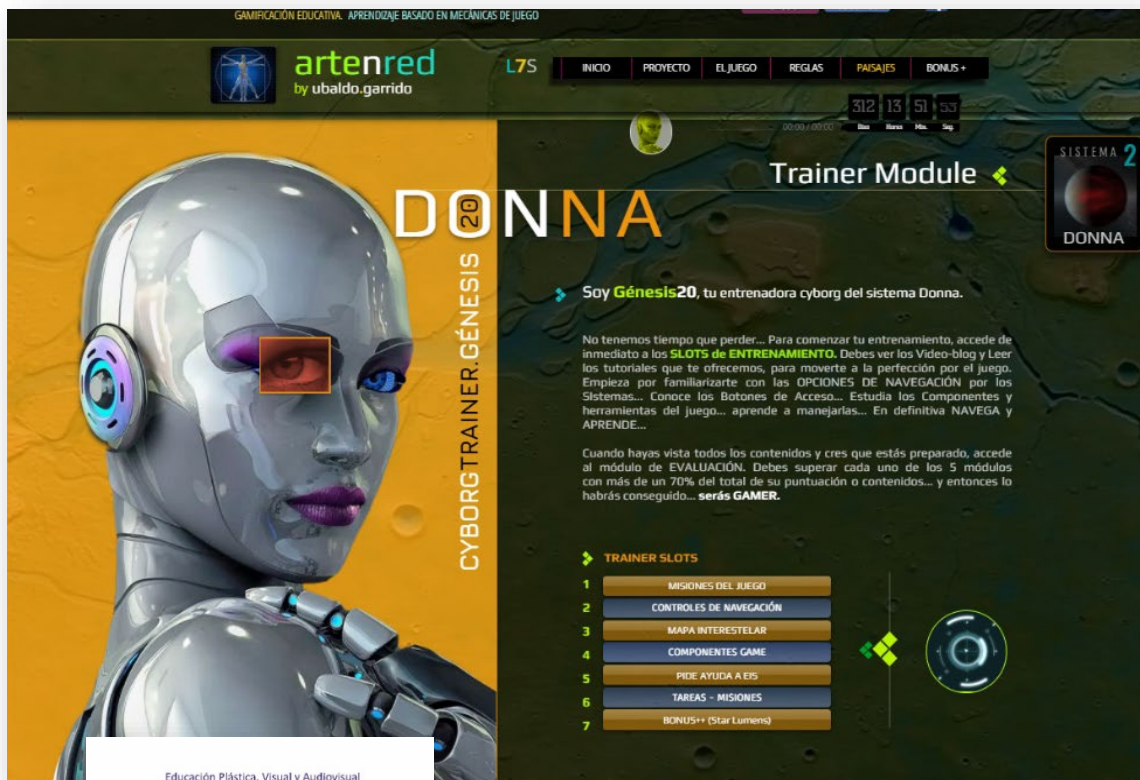 GAMIFICACIÓN EDUCATIVA. APRENDIZAJE BASADO EN MECÁNICAS DE JUEGO
artenred
by ubaldo.garrido
L7S
INICIO PROYECTO EL JUEGO REGLAS PAISAJES BONUS +
312 13 51 53
Días Horas Min. Seg.
00:00 / 00:00
Trainer Module
SISTEMA 2
DONNA
DONNA
20
CYBORGTRAINER.GÉNESIS
Soy Génesis20, tu entrenadora cyborg del sistema Donna.
No tenemos tiempo que perder... Para comenzar tu entrenamiento, accede de
inmediato a los SLOTS de ENTRENAMIENTO. Debes ver los Video-blog y Leer
los tutoriales que te ofrecemos, para moverte a la perfección por el juego.
Empieza por familiarizarte con las OPCIONES DE NAVEGACIÓN por los
SIstemas... Conoce los Botones de Acceso... Estudia los Componentes y
herramientas del juego... aprende a manejarlas... En definitiva NAVEGA y
APRENDE...
Cuando hayas vista todos los contenidos y cres que estás preparado, accede
al módulo de EVALUACIÓN. Debes superar cada uno de los 5 módulos
con más de un 70% del total de su puntuación o contenidos... y entonces lo
habrás conseguido... serás GAMER.
TRAINER SLOTS
1 MISIONES DEL JUEGO
2 CONTROLES DE NAVEGACIÓN
3 MAPA INTERESTELAR
4 COMPONENTES GAME
5 PIDE AYUDA A EIS
6 TAREAS - MISIONES
7 BONUS++ (Star Lumens)
Educación Plástica, Visual y Audiovisual